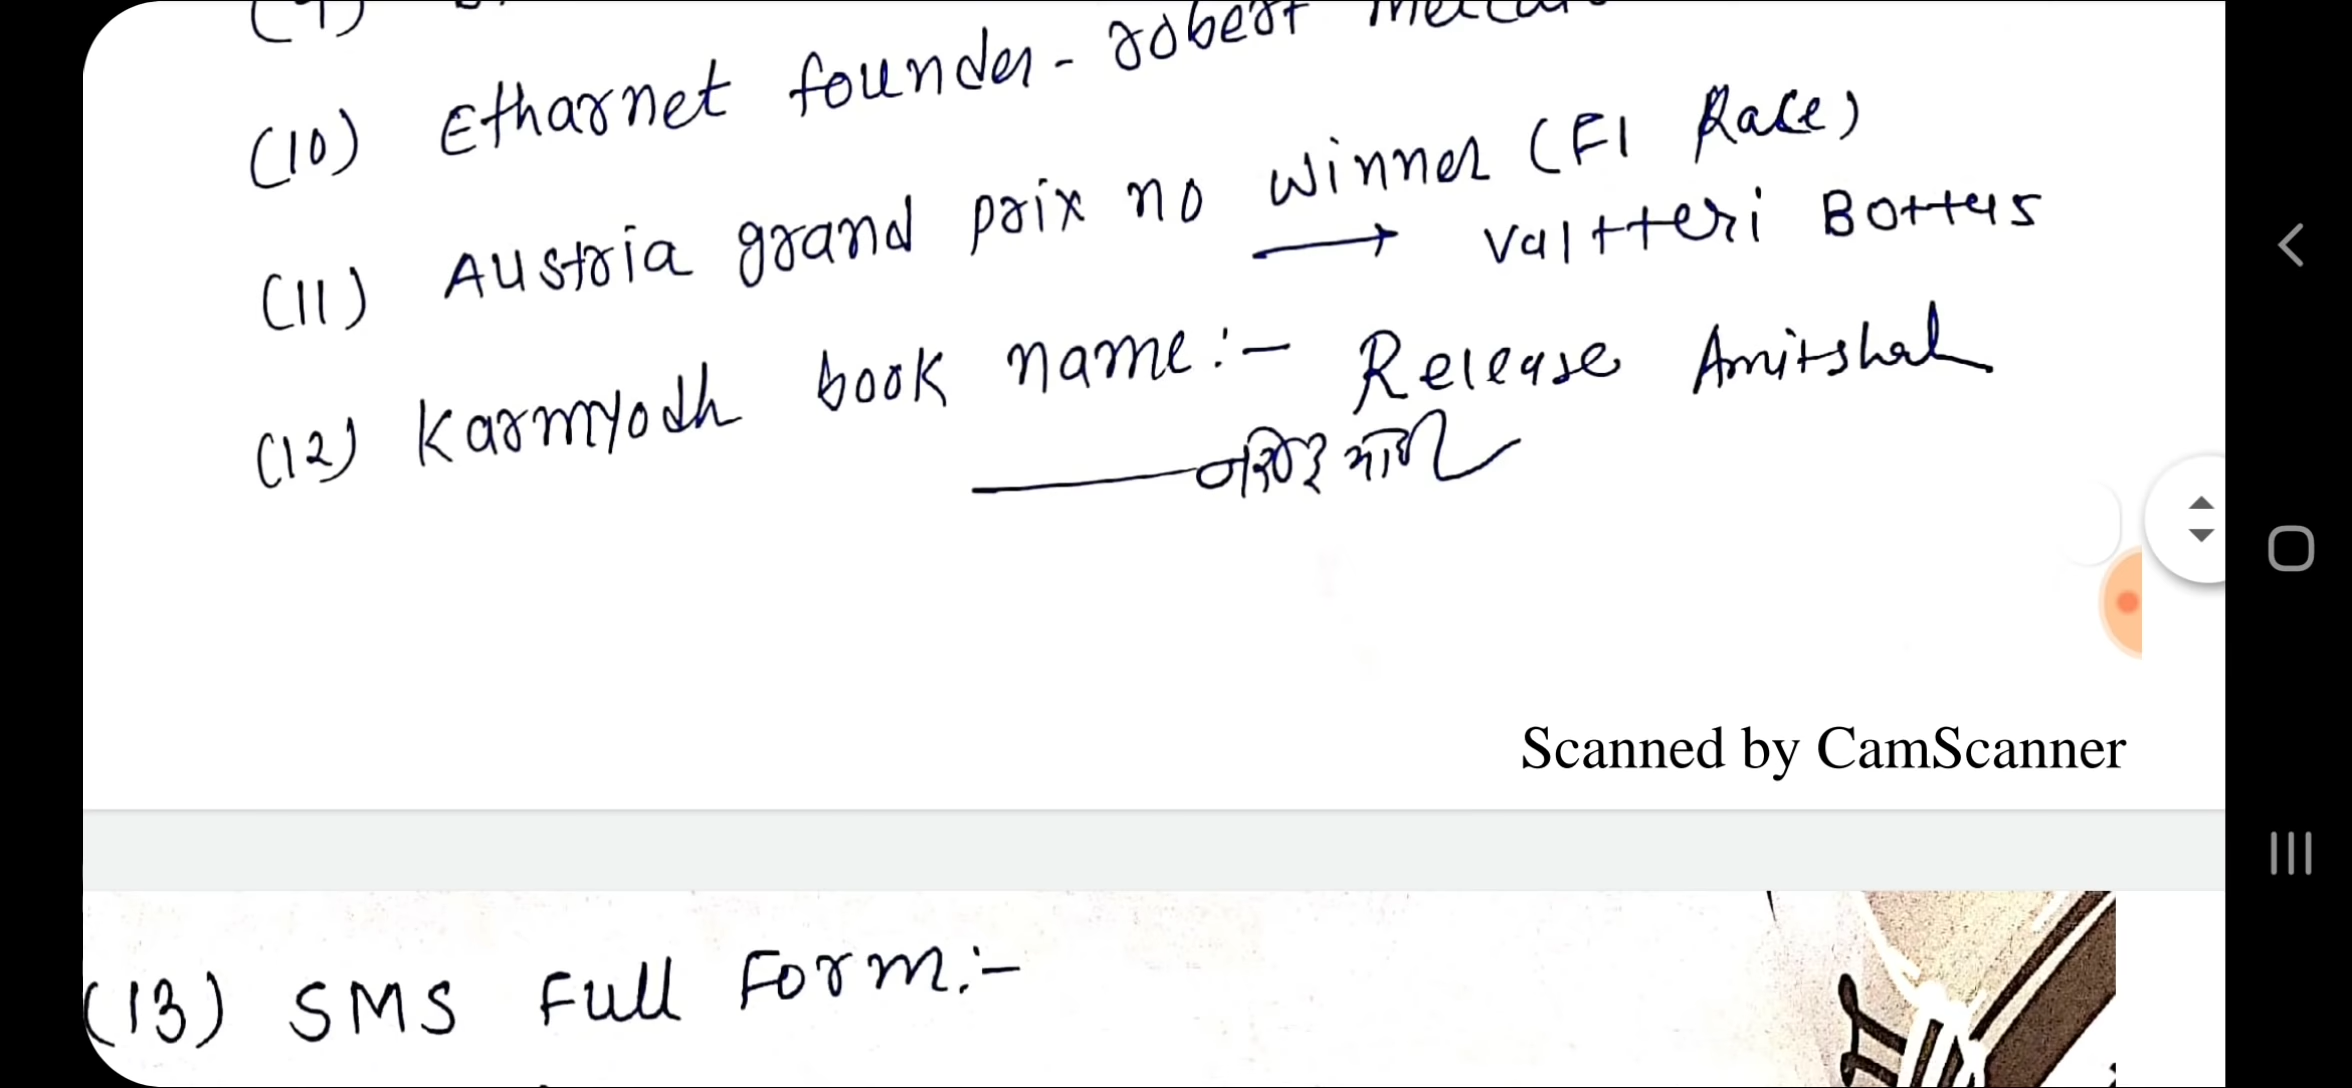 (10) Etharnet founder - robert
(11) Austria grand prix no winner (F1 Race)
→ Valtteri Bottus
(12) Karmyodh book name:- Release Amitshah
Scanned by CamScanner
(13) SMS Full Form:-